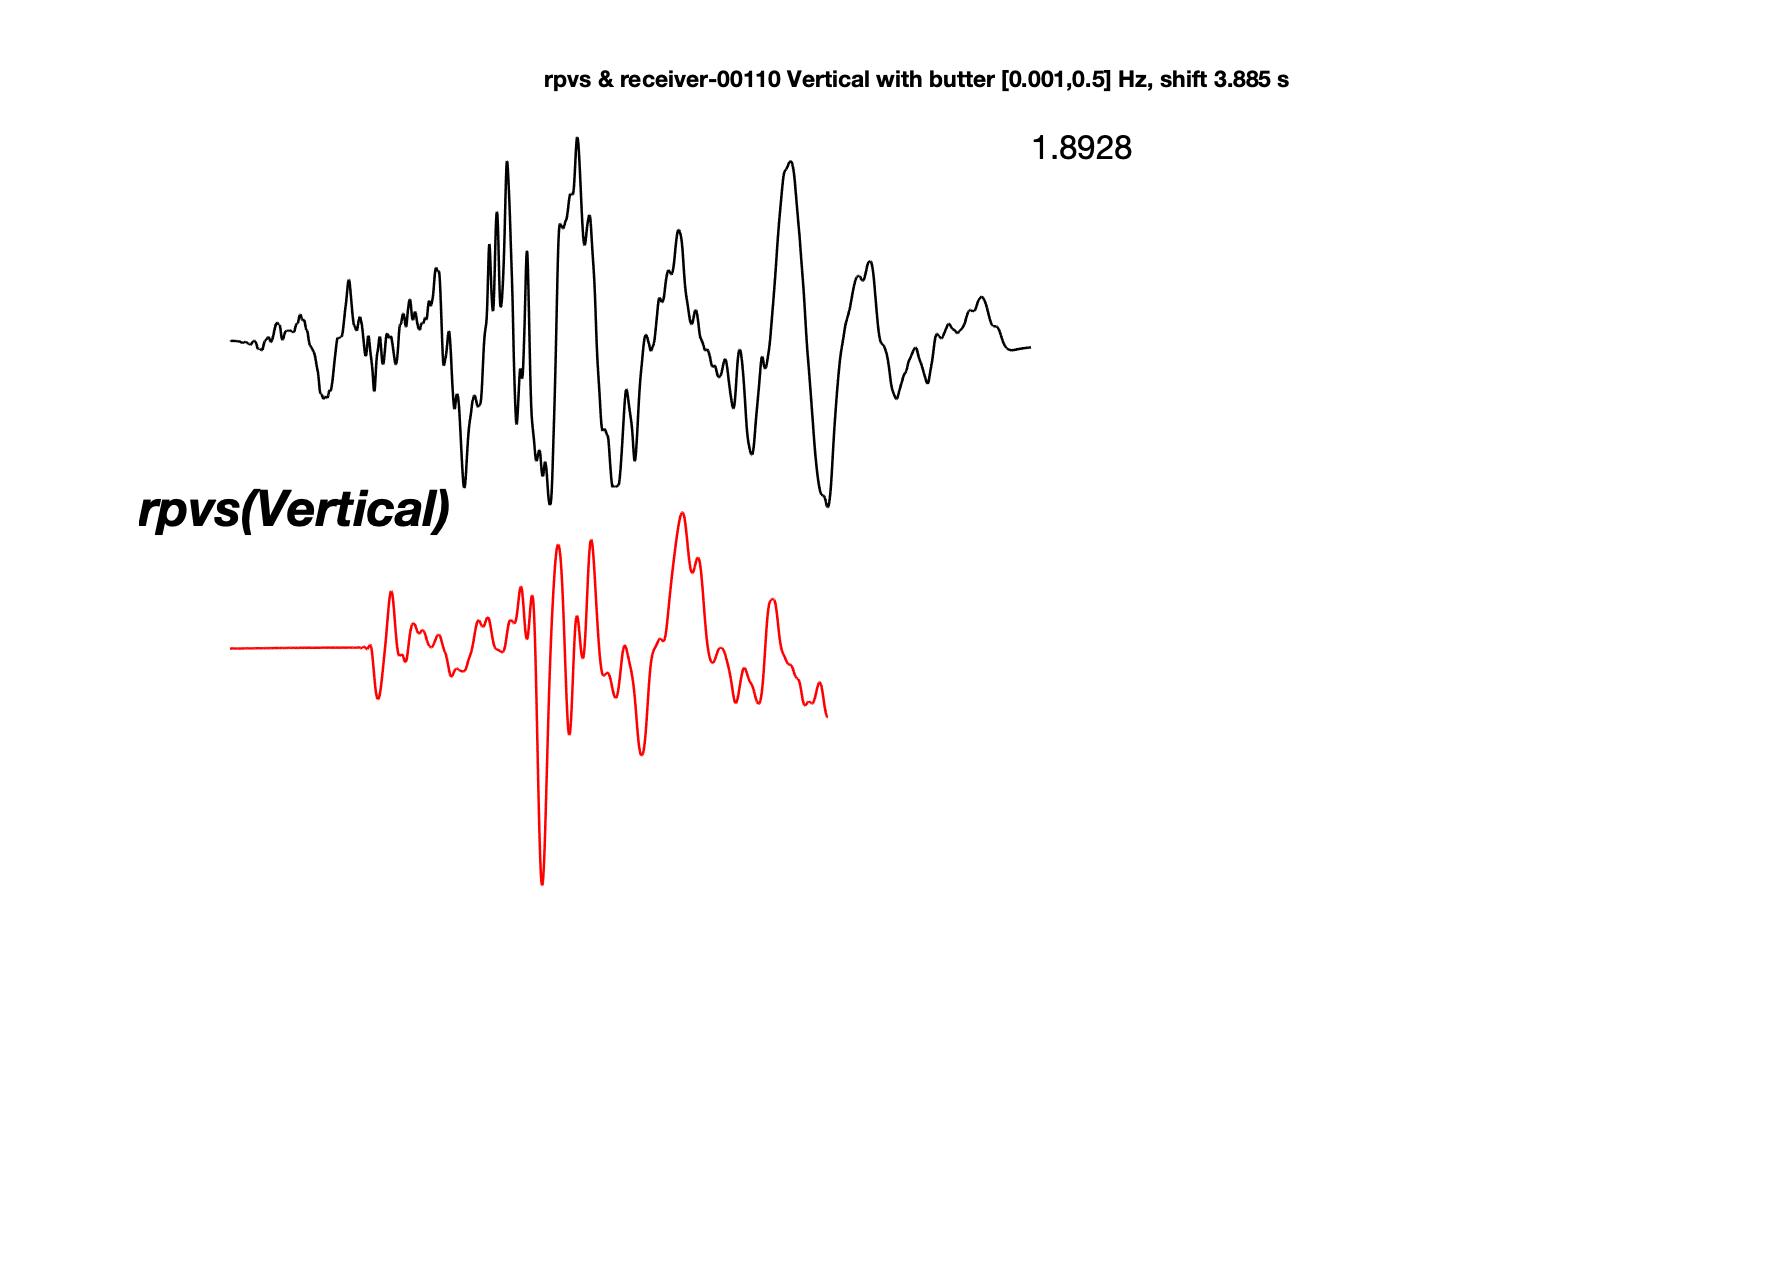 rpvs & receiver-00110 Vertical with butter [0.001,0.5] Hz, shift 3.885 s
1.8928
rpvs(Vertical)